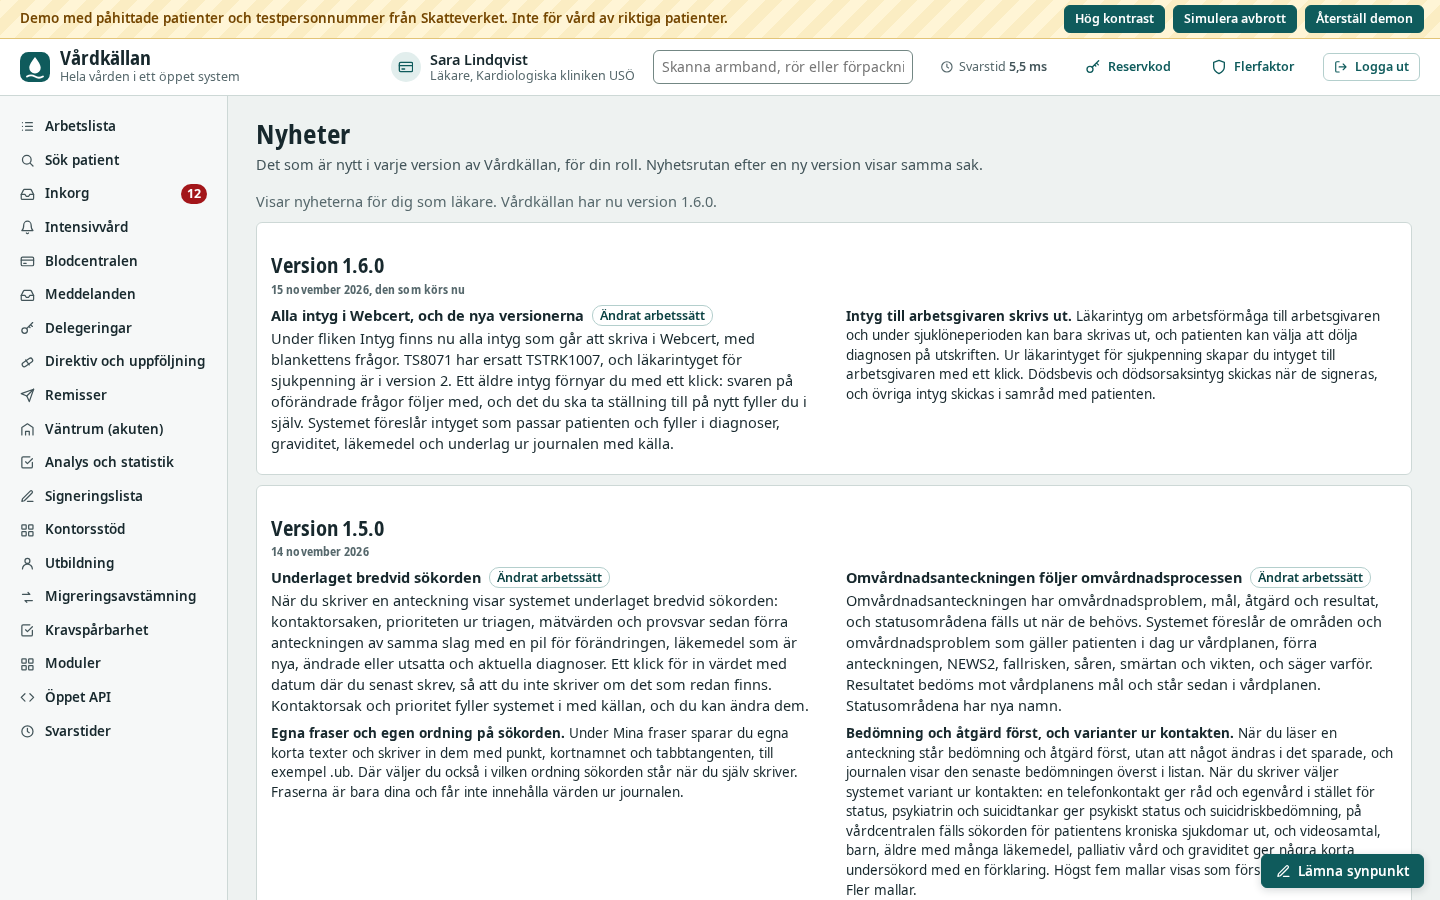 Demo med påhittade patienter och testpersonnummer från Skatteverket. Inte för vård av riktiga patienter.
Hög kontrast
Simulera avbrott
Återställ demon
Vårdkällan
Hela vården i ett öppet system
Sara Lindqvist
Läkare, Kardiologiska kliniken USÖ
Skanna armband, rör eller förpackni
Svarstid 5,5 ms
Reservkod
Flerfaktor
Logga ut
Arbetslista
Sök patient
Inkorg
12
Intensivvård
Blodcentralen
Meddelanden
Delegeringar
Direktiv och uppföljning
Remisser
Väntrum (akuten)
Analys och statistik
Signeringslista
Kontorsstöd
Utbildning
Migreringsavstämning
Kravspårbarhet
Moduler
Öppet API
Svarstider
Nyheter
Det som är nytt i varje version av Vårdkällan, för din roll. Nyhetsrutan efter en ny version visar samma sak.
Visar nyheterna för dig som läkare. Vårdkällan har nu version 1.6.0.
Version 1.6.0
15 november 2026, den som körs nu
Alla intyg i Webcert, och de nya versionerna
Ändrat arbetssätt
Under fliken Intyg finns nu alla intyg som går att skriva i Webcert, med
blankettens frågor. TS8071 har ersatt TSTRK1007, och läkarintyget för
sjukpenning är i version 2. Ett äldre intyg förnyar du med ett klick: svaren på
oförändrade frågor följer med, och det du ska ta ställning till på nytt fyller du i
själv. Systemet föreslår intyget som passar patienten och fyller i diagnoser,
graviditet, läkemedel och underlag ur journalen med källa.
Intyg till arbetsgivaren skrivs ut. Läkarintyg om arbetsförmåga till arbetsgivaren
och under sjuklöneperioden kan bara skrivas ut, och patienten kan välja att dölja
diagnosen på utskriften. Ur läkarintyget för sjukpenning skapar du intyget till
arbetsgivaren med ett klick. Dödsbevis och dödsorsaksintyg skickas när de signeras,
och övriga intyg skickas i samråd med patienten.
Version 1.5.0
14 november 2026
Underlaget bredvid sökorden
Ändrat arbetssätt
När du skriver en anteckning visar systemet underlaget bredvid sökorden:
kontaktorsaken, prioriteten ur triagen, mätvärden och provsvar sedan förra
anteckningen av samma slag med en pil för förändringen, läkemedel som är
nya, ändrade eller utsatta och aktuella diagnoser. Ett klick för in värdet med
datum där du senast skrev, så att du inte skriver om det som redan finns.
Kontaktorsak och prioritet fyller systemet i med källan, och du kan ändra dem.
Egna fraser och egen ordning på sökorden. Under Mina fraser sparar du egna
korta texter och skriver in dem med punkt, kortnamnet och tabbtangenten, till
exempel .ub. Där väljer du också i vilken ordning sökorden står när du själv skriver.
Fraserna är bara dina och får inte innehålla värden ur journalen.
Omvårdnadsanteckningen följer omvårdnadsprocessen
Ändrat arbetssätt
Omvårdnadsanteckningen har omvårdnadsproblem, mål, åtgärd och resultat,
och statusområdena fälls ut när de behövs. Systemet föreslår de områden och
omvårdnadsproblem som gäller patienten i dag ur vårdplanen, förra
anteckningen, NEWS2, fallrisken, såren, smärtan och vikten, och säger varför.
Resultatet bedöms mot vårdplanens mål och står sedan i vårdplanen.
Statusområdena har nya namn.
Bedömning och åtgärd först, och varianter ur kontakten. När du läser en
anteckning står bedömning och åtgärd först, utan att något ändras i det sparade, och
journalen visar den senaste bedömningen överst i listan. När du skriver väljer
systemet variant ur kontakten: en telefonkontakt ger råd och egenvård i stället för
status, psykiatrin och suicidtankar ger psykiskt status och suicidriskbedömning, på
vårdcentralen fälls sökorden för patientens kroniska sjukdomar ut, och videosamtal,
barn, äldre med många läkemedel, palliativ vård och graviditet ger några korta
undersökord med en förklaring. Högst fem mallar visas som förs
Fler mallar.
Lämna synpunkt